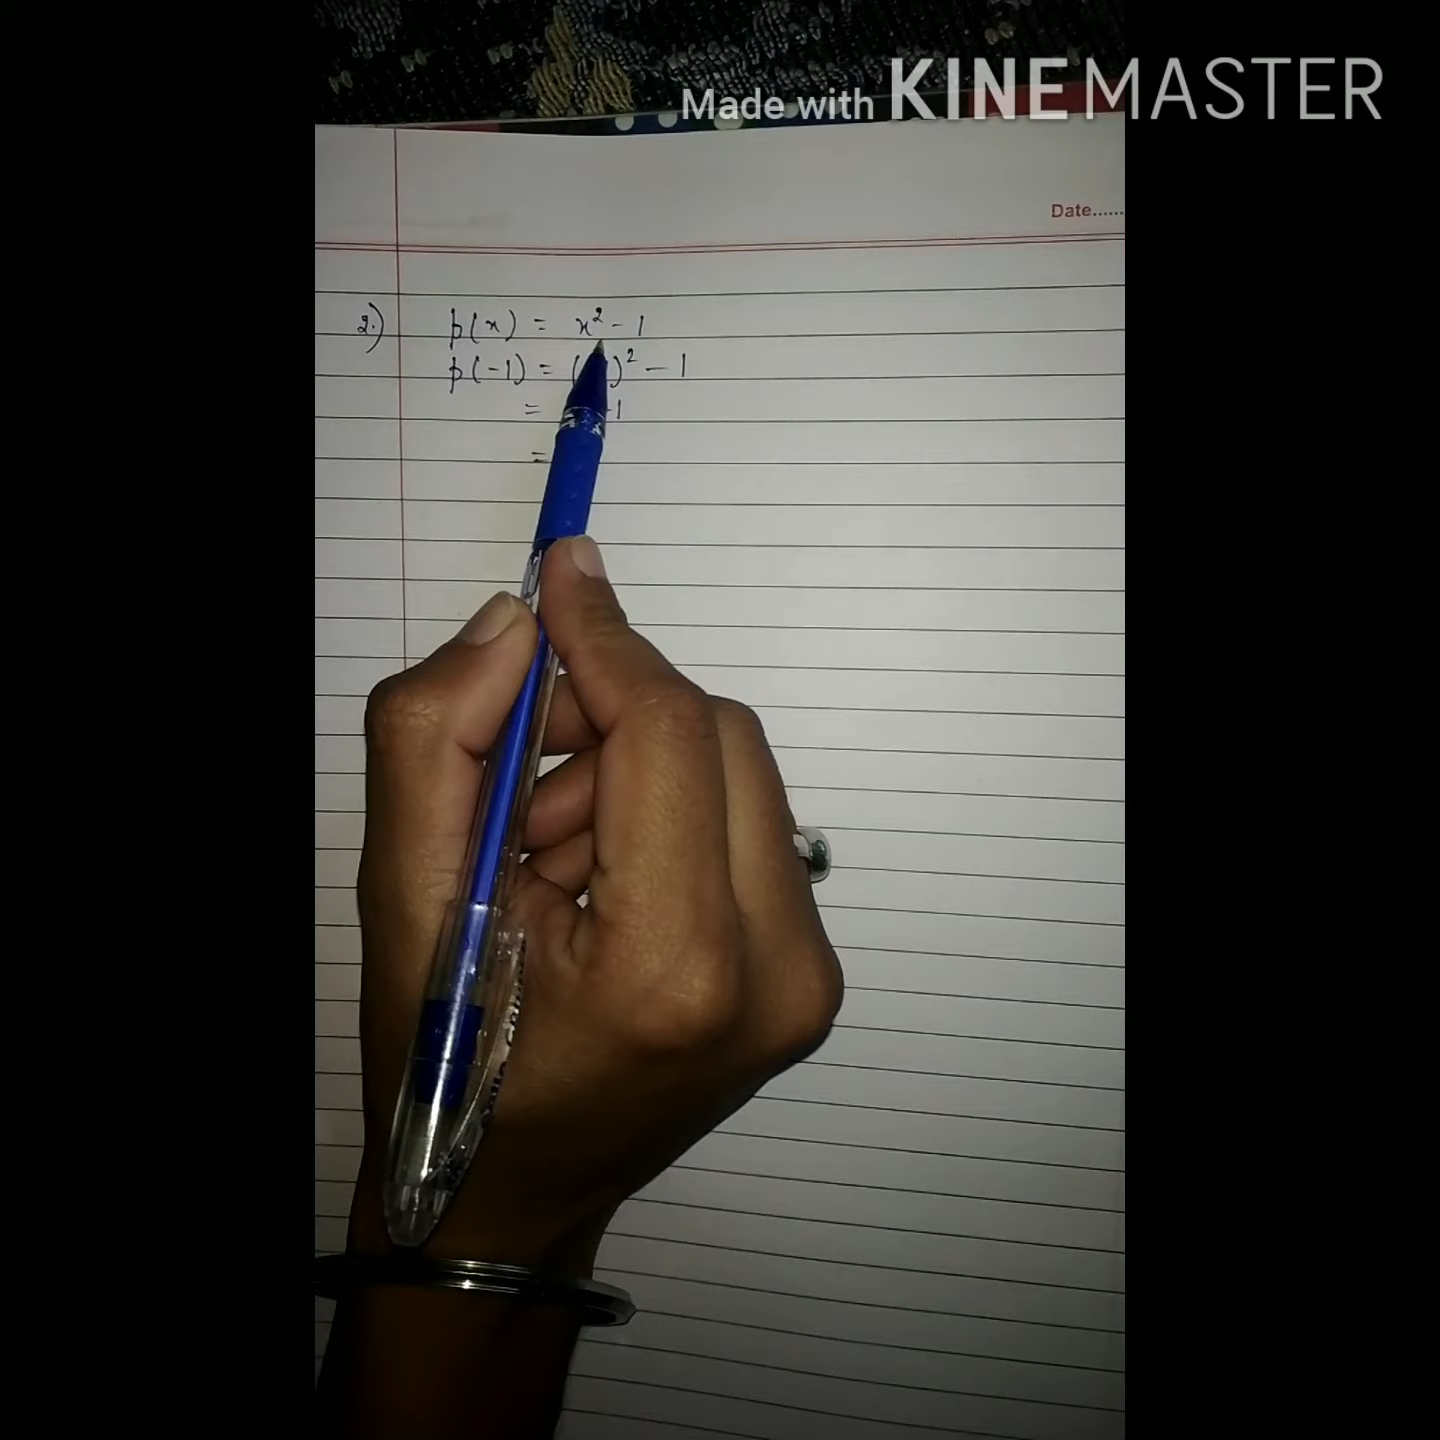 Made with KINEMASTER
Date......
2.) p(x) = x² - 1
p(-1) = ( )² - 1
= -1
=